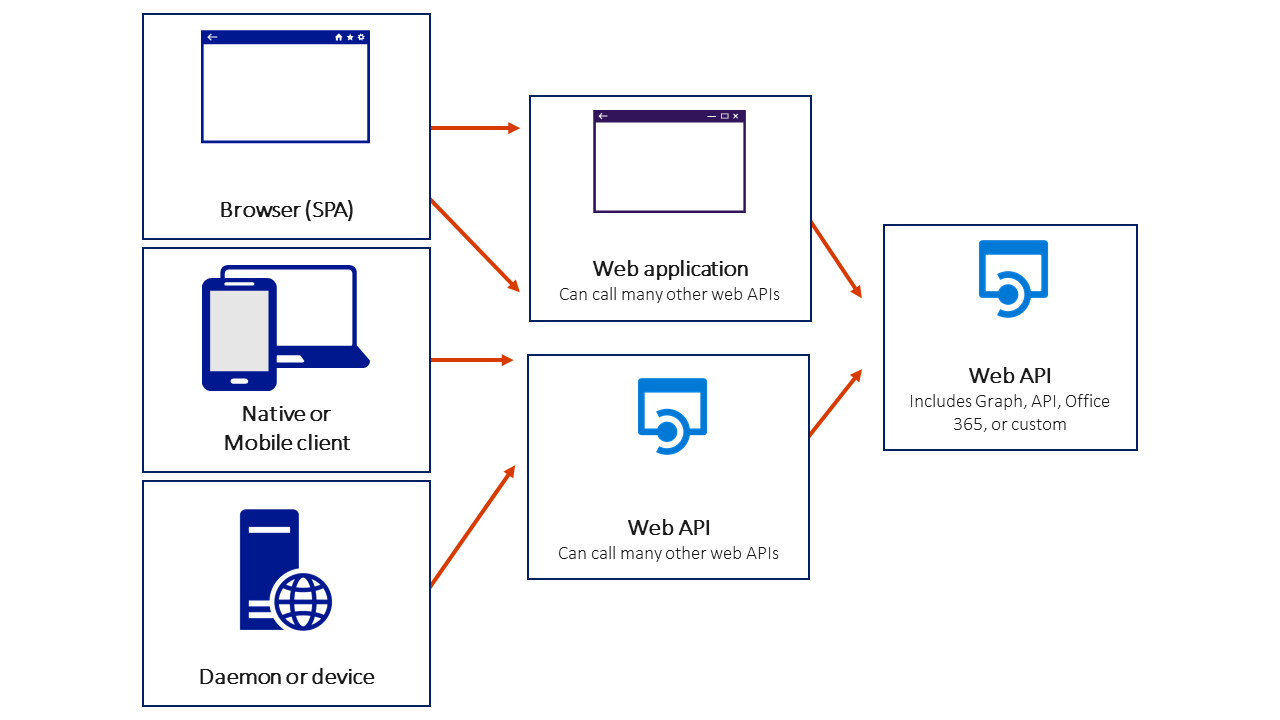 Browser (SPA)
Native or
Mobile client
Daemon or device
Web application
Can call many other web APIs
Web API
Can call many other web APIs
Web API
Includes Graph, API, Office
365, or custom